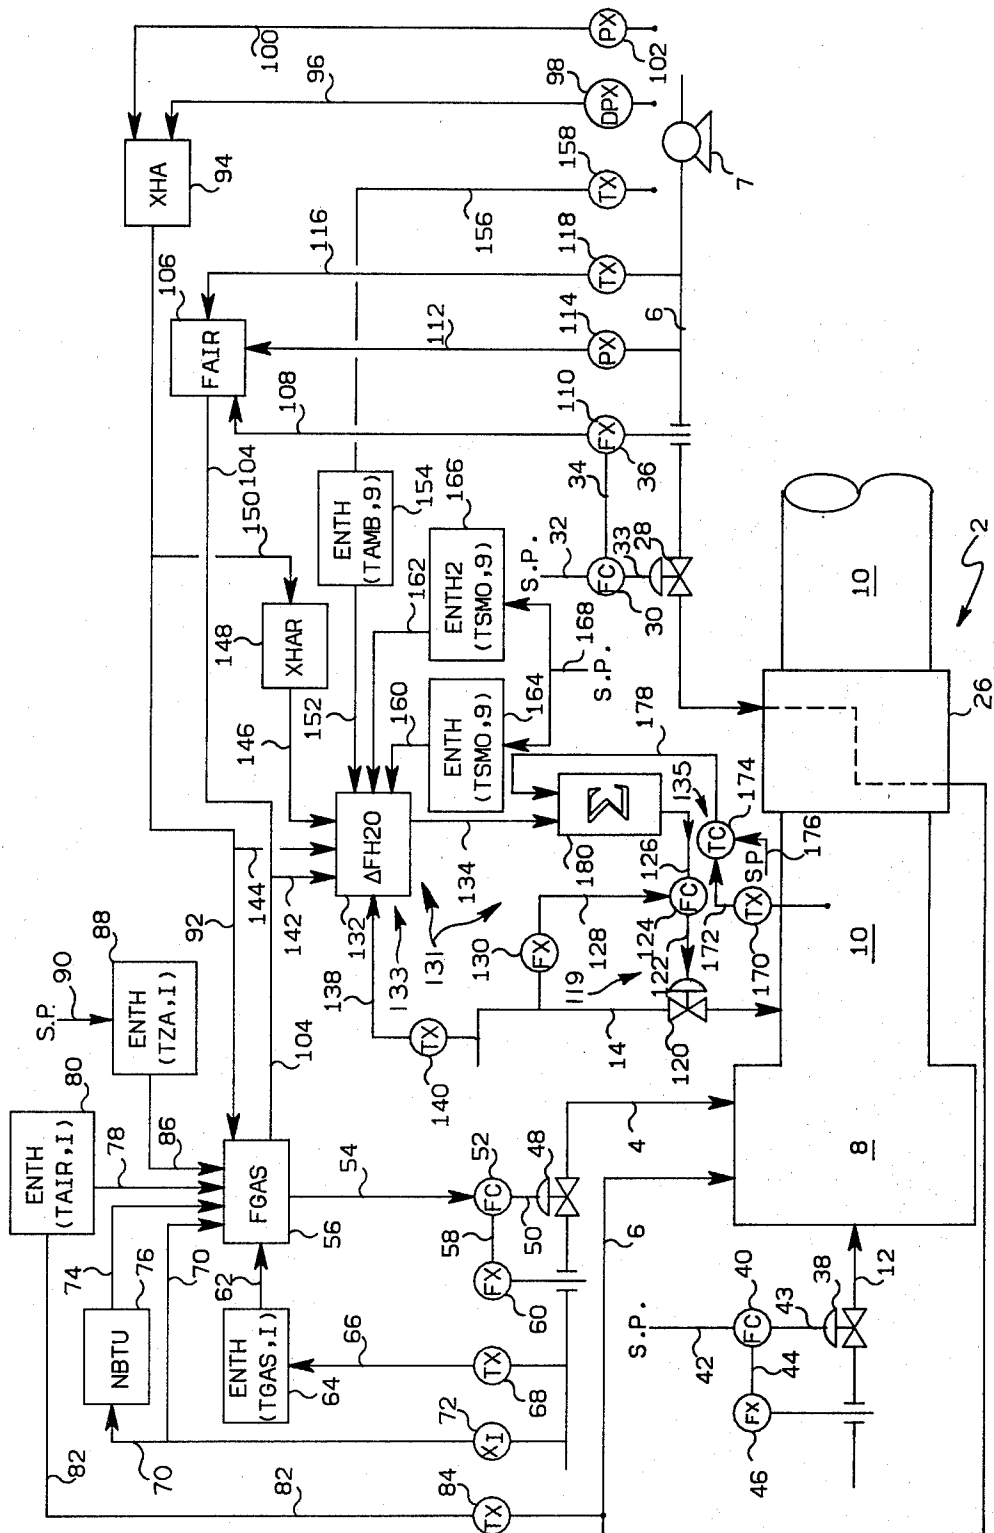 100
PX
102
96
98
DPX
XHA
94
7
158
TX
156
116
118
TX
106
FAIR
112
114
PX
6
108
110
FX
36
104
150
34
ENTH
(TAMB,9)
154
166
S.P.
32
FC
33
28
30
162
ENTH2
(TSMO,9)
148
XHAR
146
152
168
S.P.
160
ENTH
(TSMO,9)
164
178
10
2
26
ΔFH2O
132
134
Σ
180
135
174
TC
S.P.
176
126
FC
124
122
172
TX
170
92
144
142
138
133
131
130
FX
128
119
14
120
10
88
S.P.
90
ENTH
(TZA,I)
TX
140
104
80
ENTH
(TAIR,I)
78
86
FGAS
56
54
52
FC
48
50
58
FX
60
4
8
6
74
76
NBTU
70
62
ENTH
(TGAS,I)
64
66
TX
68
70
72
XI
82
82
84
TX
S.P.
42
40
FC
43
38
12
44
FX
46